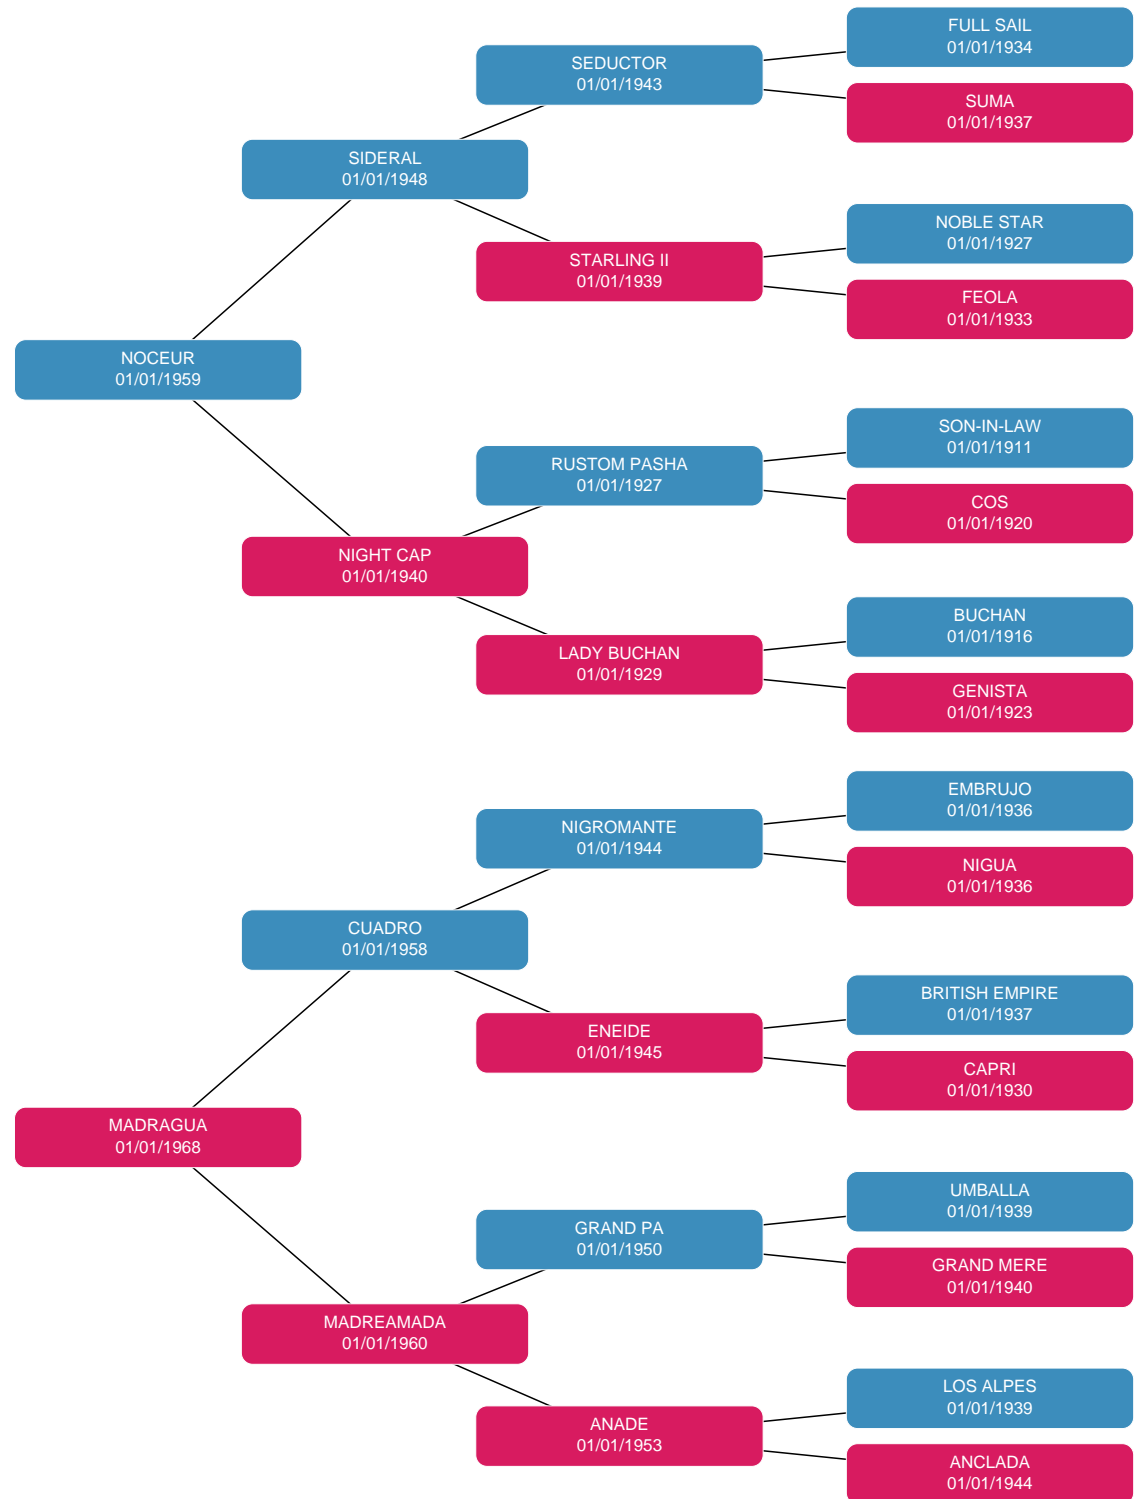 FULL SAIL
01/01/1934
SEDUCTOR
01/01/1943
SUMA
01/01/1937
SIDERAL
01/01/1948
NOBLE STAR
01/01/1927
STARLING II
01/01/1939
FEOLA
01/01/1933
NOCEUR
01/01/1959
SON-IN-LAW
01/01/1911
RUSTOM PASHA
01/01/1927
COS
01/01/1920
NIGHT CAP
01/01/1940
BUCHAN
01/01/1916
LADY BUCHAN
01/01/1929
GENISTA
01/01/1923
EMBRUJO
01/01/1936
NIGROMANTE
01/01/1944
NIGUA
01/01/1936
CUADRO
01/01/1958
BRITISH EMPIRE
01/01/1937
ENEIDE
01/01/1945
CAPRI
01/01/1930
MADRAGUA
01/01/1968
UMBALLA
01/01/1939
GRAND PA
01/01/1950
GRAND MERE
01/01/1940
MADREAMADA
01/01/1960
LOS ALPES
01/01/1939
ANADE
01/01/1953
ANCLADA
01/01/1944